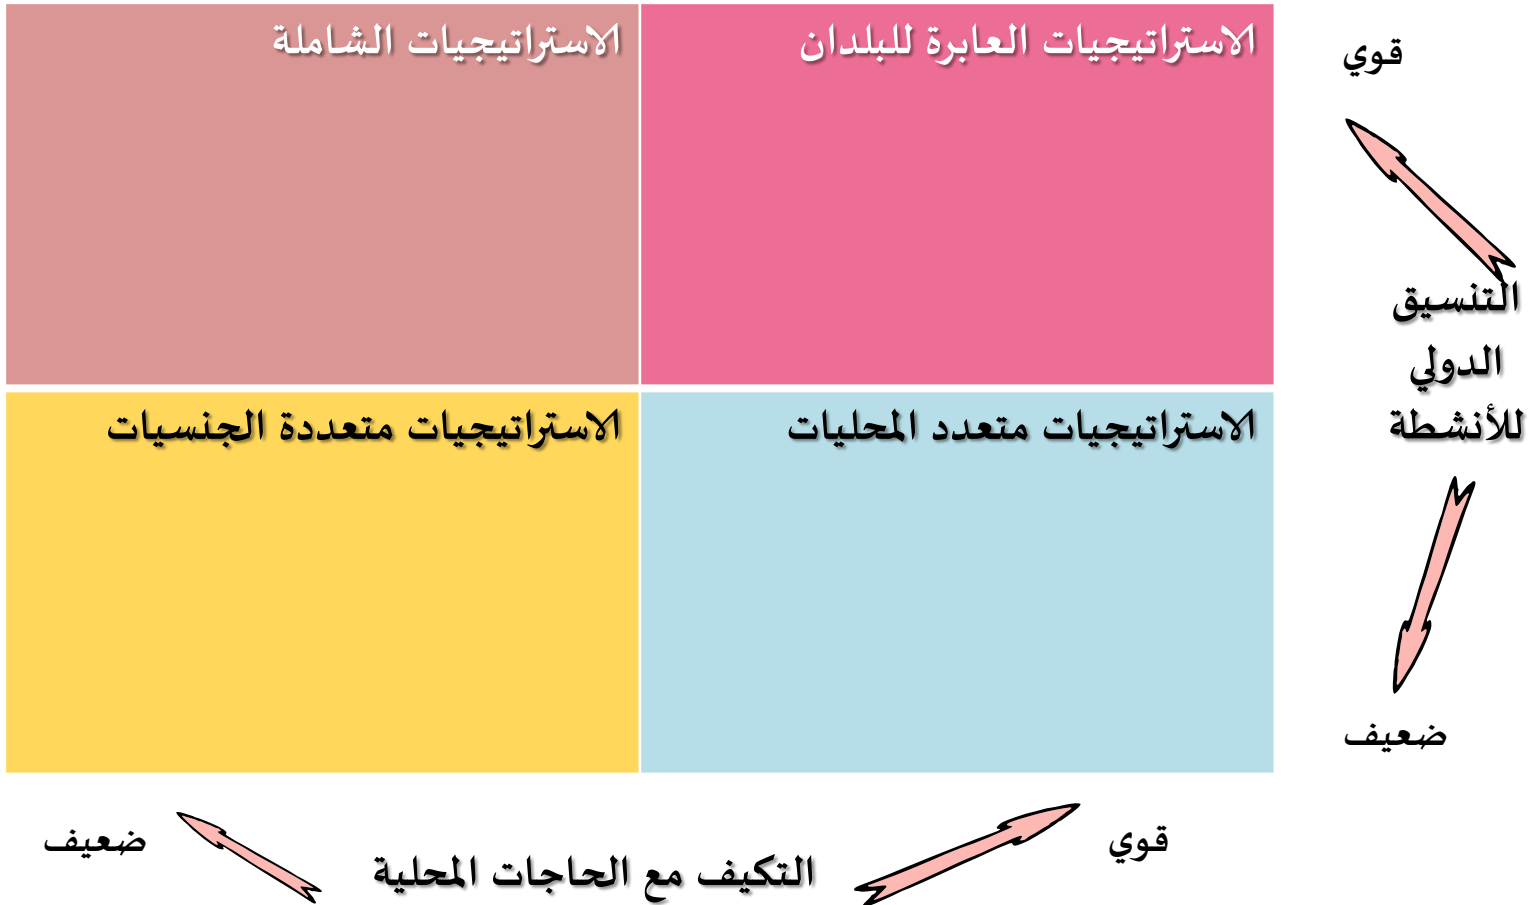 قوي
الاستراتيجيات العابرة للبلدان
الاستراتيجيات الشاملة
التنسيق
الدولي
للأنشطة
الاستراتيجيات متعدد المحليات
الاستراتيجيات متعددة الجنسيات
ضعيف
قوي
التكيف مع الحاجات المحلية
ضعيف